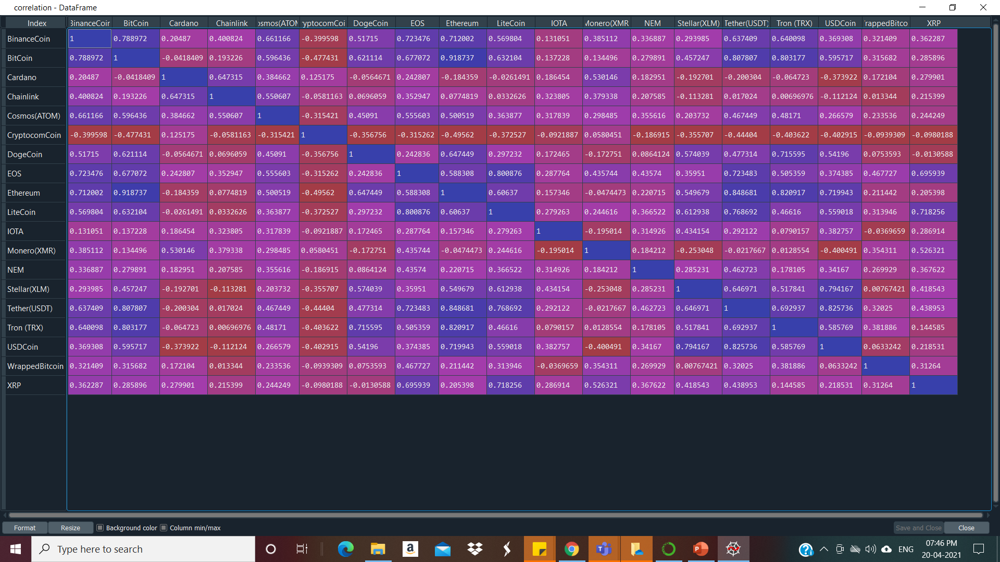 correlation - DataFrame
Index BinanceCoin BitCoin Cardano Chainlink osmos(ATOM ryptocomCoi DogeCoin EOS Ethereum LiteCoin IOTA Monero(XMR NEM Stellar(XLM) Tether(USDT) Tron (TRX) USDCoin rappedBitco XRP
BinanceCoin 1 0.788972 0.20487 0.400824 0.661166 -0.399598 0.51715 0.723476 0.712002 0.569804 0.131051 0.385112 0.336887 0.293985 0.637409 0.640098 0.369308 0.321409 0.362287
BitCoin 0.788972 1 -0.0418409 0.193226 0.596436 -0.477431 0.621114 0.677072 0.918737 0.632104 0.137228 0.134496 0.279891 0.457247 0.807807 0.803177 0.595717 0.315682 0.285896
Cardano 0.20487 -0.0418409 1 0.647315 0.384662 0.125175 -0.0564671 0.242807 -0.184359 -0.0261491 0.186454 0.530146 0.182951 -0.192701 -0.200304 -0.064723 -0.373922 0.172104 0.279901
Chainlink 0.400824 0.193226 0.647315 1 0.550607 -0.0581163 0.0696059 0.352947 0.0774819 0.0332626 0.323805 0.379338 0.207585 -0.113281 0.017024 0.00696976 -0.112124 0.013344 0.215399
Cosmos(ATOM) 0.661166 0.596436 0.384662 0.550607 1 -0.315421 0.45091 0.555603 0.500519 0.363877 0.317839 0.298485 0.355616 0.203732 0.467449 0.48171 0.266579 0.233536 0.244249
CryptocomCoin -0.399598 -0.477431 0.125175 -0.0581163 -0.315421 1 -0.356756 -0.315262 -0.49562 -0.372527 -0.0921887 0.0580451 -0.186915 -0.355707 -0.44404 -0.403622 -0.402915 -0.0939309 -0.0980188
DogeCoin 0.51715 0.621114 -0.0564671 0.0696059 0.45091 -0.356756 1 0.242836 0.647449 0.297232 0.172465 -0.172751 0.0864124 0.574039 0.477314 0.715595 0.54196 0.0753593 -0.0130588
EOS 0.723476 0.677072 0.242807 0.352947 0.555603 -0.315262 0.242836 1 0.588308 0.800876 0.287764 0.435744 0.43574 0.35951 0.723483 0.505359 0.374385 0.467727 0.695939
Ethereum 0.712002 0.918737 -0.184359 0.0774819 0.500519 -0.49562 0.647449 0.588308 1 0.60637 0.157346 -0.0474473 0.220715 0.549679 0.848681 0.820917 0.719943 0.211442 0.205398
LiteCoin 0.569804 0.632104 -0.0261491 0.0332626 0.363877 -0.372527 0.297232 0.800876 0.60637 1 0.279263 0.244616 0.366522 0.612938 0.768692 0.46616 0.559018 0.313946 0.718256
IOTA 0.131051 0.137228 0.186454 0.323805 0.317839 -0.0921887 0.172465 0.287764 0.157346 0.279263 1 -0.195014 0.314926 0.434154 0.292122 0.0790157 0.382757 -0.0369659 0.286914
Monero(XMR) 0.385112 0.134496 0.530146 0.379338 0.298485 0.0580451 -0.172751 0.435744 -0.0474473 0.244616 -0.195014 1 0.184212 -0.253048 -0.0217667 0.0128554 -0.400491 0.354311 0.526321
NEM 0.336887 0.279891 0.182951 0.207585 0.355616 -0.186915 0.0864124 0.43574 0.220715 0.366522 0.314926 0.184212 1 0.285231 0.462723 0.178105 0.34167 0.269929 0.367622
Stellar(XLM) 0.293985 0.457247 -0.192701 -0.113281 0.203732 -0.355707 0.574039 0.35951 0.549679 0.612938 0.434154 -0.253048 0.285231 1 0.646971 0.517841 0.794167 0.00767421 0.418543
Tether(USDT) 0.637409 0.807807 -0.200304 0.017024 0.467449 -0.44404 0.477314 0.723483 0.848681 0.768692 0.292122 -0.0217667 0.462723 0.646971 1 0.692937 0.825736 0.32025 0.438953
Tron (TRX) 0.640098 0.803177 -0.064723 0.00696976 0.48171 -0.403622 0.715595 0.505359 0.820917 0.46616 0.0790157 0.0128554 0.178105 0.517841 0.692937 1 0.585769 0.381886 0.144585
USDCoin 0.369308 0.595717 -0.373922 -0.112124 0.266579 -0.402915 0.54196 0.374385 0.719943 0.559018 0.382757 -0.400491 0.34167 0.794167 0.825736 0.585769 1 0.0633242 0.218531
WrappedBitcoin 0.321409 0.315682 0.172104 0.013344 0.233536 -0.0939309 0.0753593 0.467727 0.211442 0.313946 -0.0369659 0.354311 0.269929 0.00767421 0.32025 0.381886 0.0633242 1 0.31264
XRP 0.362287 0.285896 0.279901 0.215399 0.244249 -0.0980188 -0.0130588 0.695939 0.205398 0.718256 0.286914 0.526321 0.367622 0.418543 0.438953 0.144585 0.218531 0.31264 1
Format Resize Background color Column min/max Save and Close Close
Type here to search ENG 07:46 PM
20-04-2021